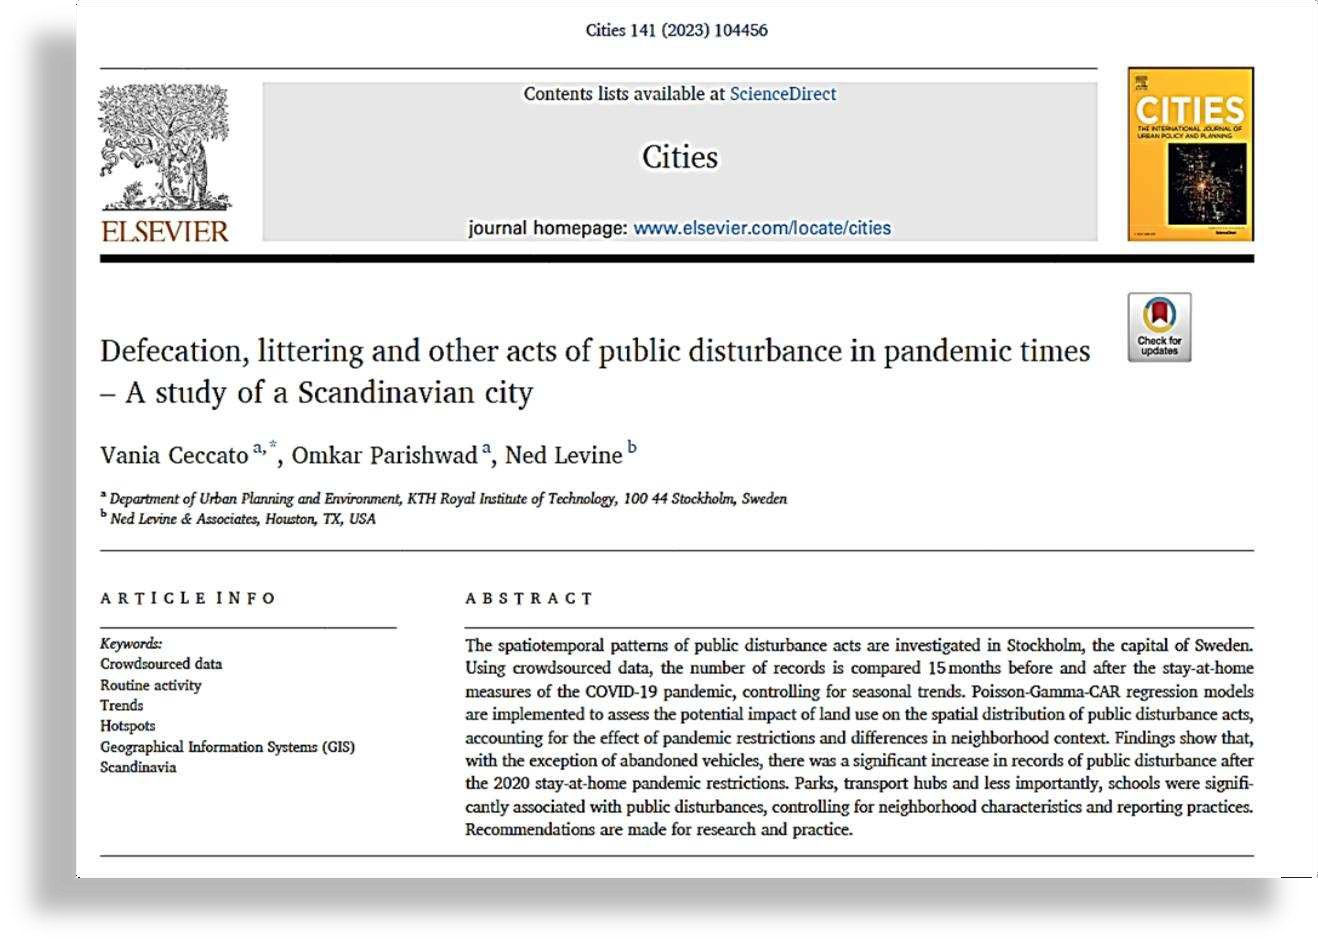 Cities 141 (2023) 104456
ELSEVIER
Contents lists available at ScienceDirect
Cities
journal homepage: www.elsevier.com/locate/cities
CITIES
THE INTERNATIONAL JOURNAL OF
URBAN POLICY AND PLANNING
Check for
updates
Defecation, littering and other acts of public disturbance in pandemic times
– A study of a Scandinavian city
Vania Ceccato a,*, Omkar Parishwad a, Ned Levine b
a Department of Urban Planning and Environment, KTH Royal Institute of Technology, 100 44 Stockholm, Sweden
b Ned Levine & Associates, Houston, TX, USA
ARTICLE INFO
Keywords:
Crowdsourced data
Routine activity
Trends
Hotspots
Geographical Information Systems (GIS)
Scandinavia
ABSTRACT
The spatiotemporal patterns of public disturbance acts are investigated in Stockholm, the capital of Sweden.
Using crowdsourced data, the number of records is compared 15 months before and after the stay-at-home
measures of the COVID-19 pandemic, controlling for seasonal trends. Poisson-Gamma-CAR regression models
are implemented to assess the potential impact of land use on the spatial distribution of public disturbance acts,
accounting for the effect of pandemic restrictions and differences in neighborhood context. Findings show that,
with the exception of abandoned vehicles, there was a significant increase in records of public disturbance after
the 2020 stay-at-home pandemic restrictions. Parks, transport hubs and less importantly, schools were signifi-
cantly associated with public disturbances, controlling for neighborhood characteristics and reporting practices.
Recommendations are made for research and practice.